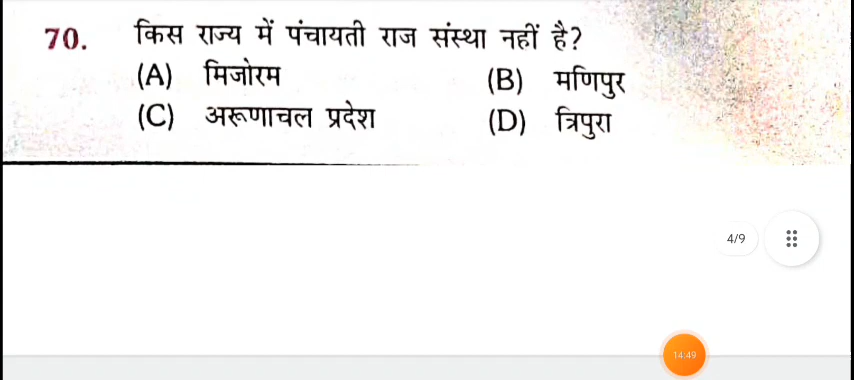 70. किस राज्य में पंचायती राज संस्था नहीं है?
(A) मिजोरम (B) मणिपुर
(C) अरूणाचल प्रदेश (D) त्रिपुरा
4/9
14:49